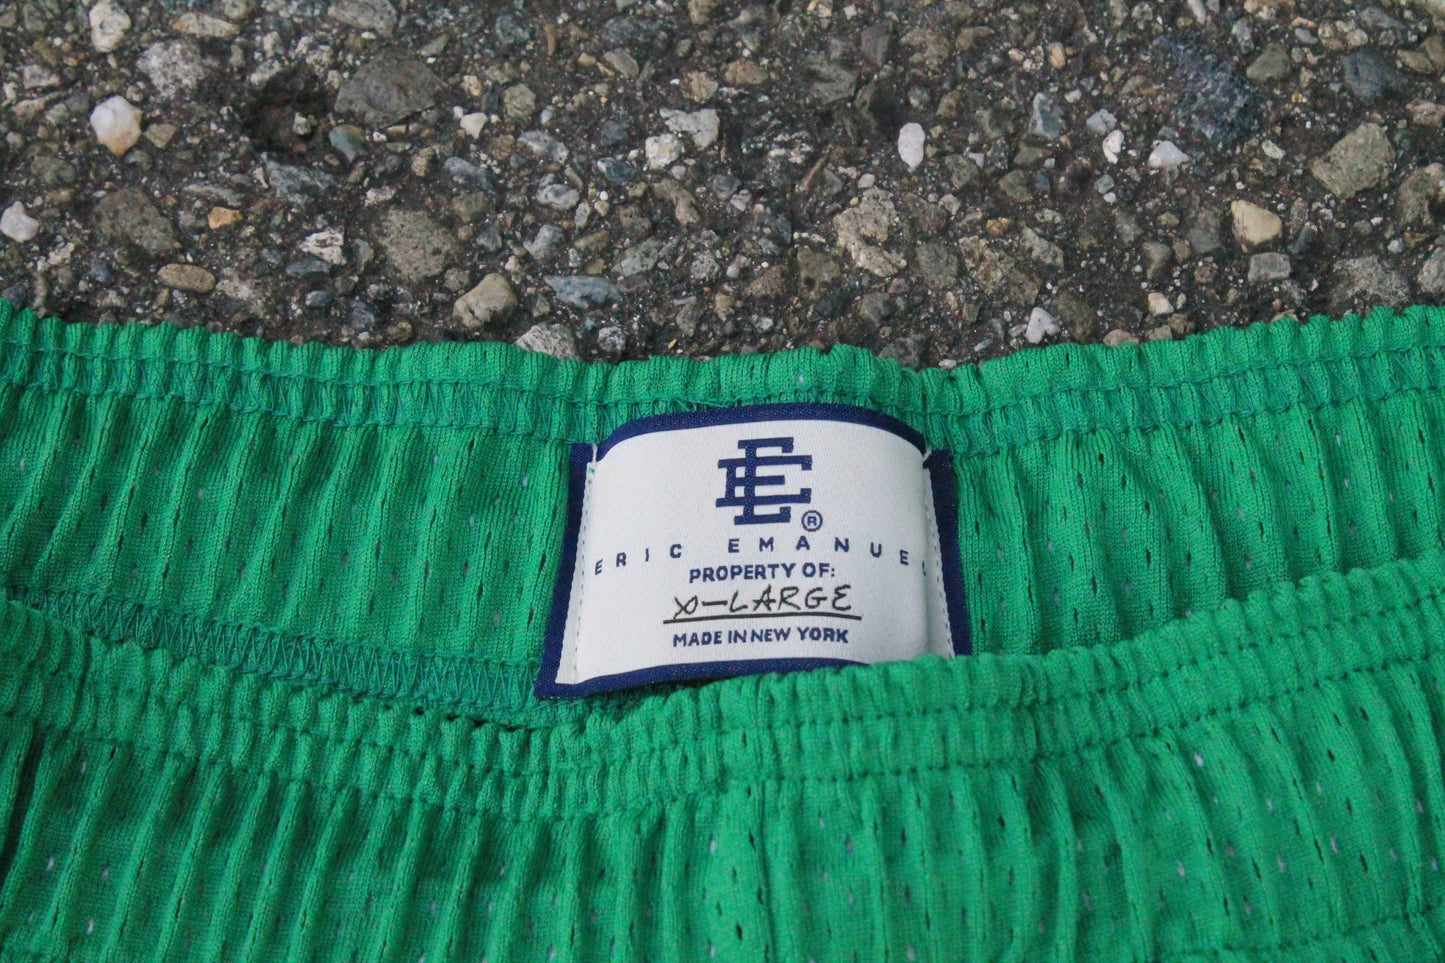 EE
®
ERIC EMANUEL
PROPERTY OF:
X-LARGE
MADE IN NEW YORK